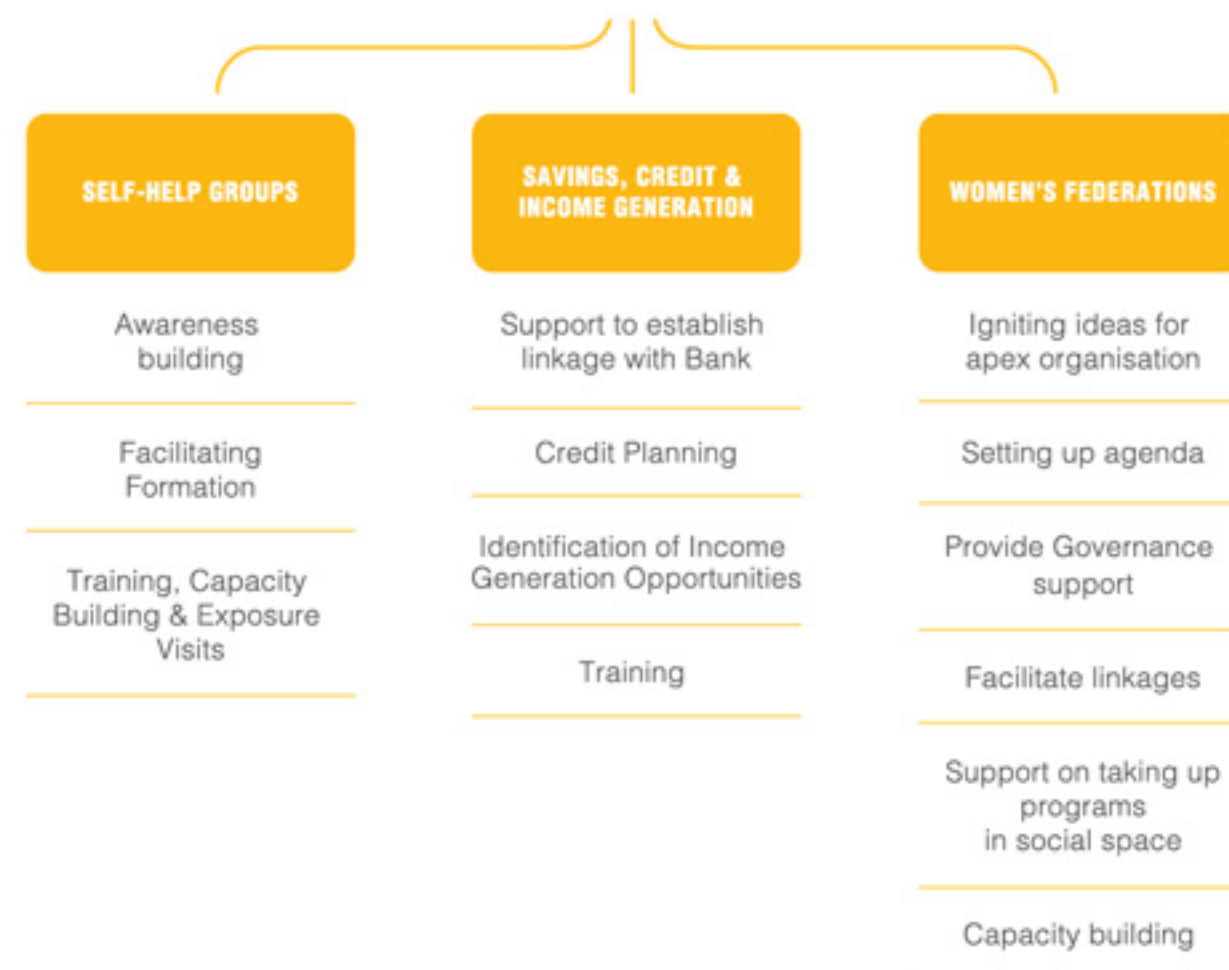 SELF-HELP GROUPS
Awareness
building
Facilitating
Formation
Training, Capacity
Building & Exposure
Visits
SAVINGS, CREDIT &
INCOME GENERATION
Support to establish
linkage with Bank
Credit Planning
Identification of Income
Generation Opportunities
Training
WOMEN'S FEDERATIONS
Igniting ideas for
apex organisation
Setting up agenda
Provide Governance
support
Facilitate linkages
Support on taking up
programs
in social space
Capacity building